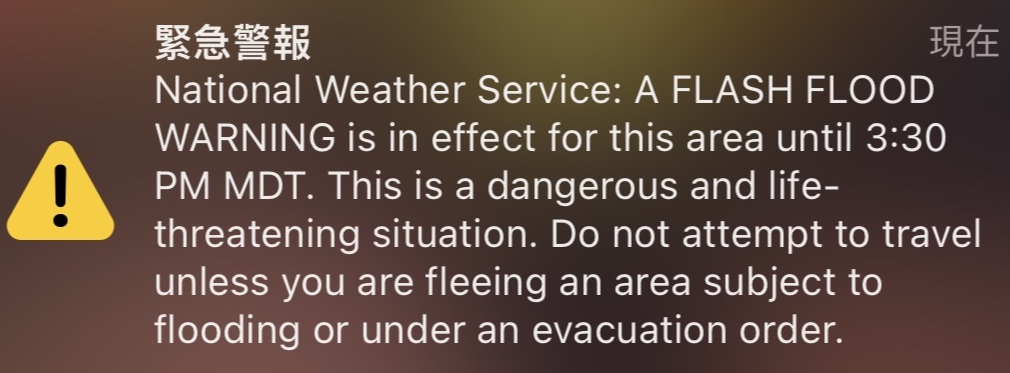 緊急警報 現在
National Weather Service: A FLASH FLOOD
WARNING is in effect for this area until 3:30
PM MDT. This is a dangerous and life-
threatening situation. Do not attempt to travel
unless you are fleeing an area subject to
flooding or under an evacuation order.